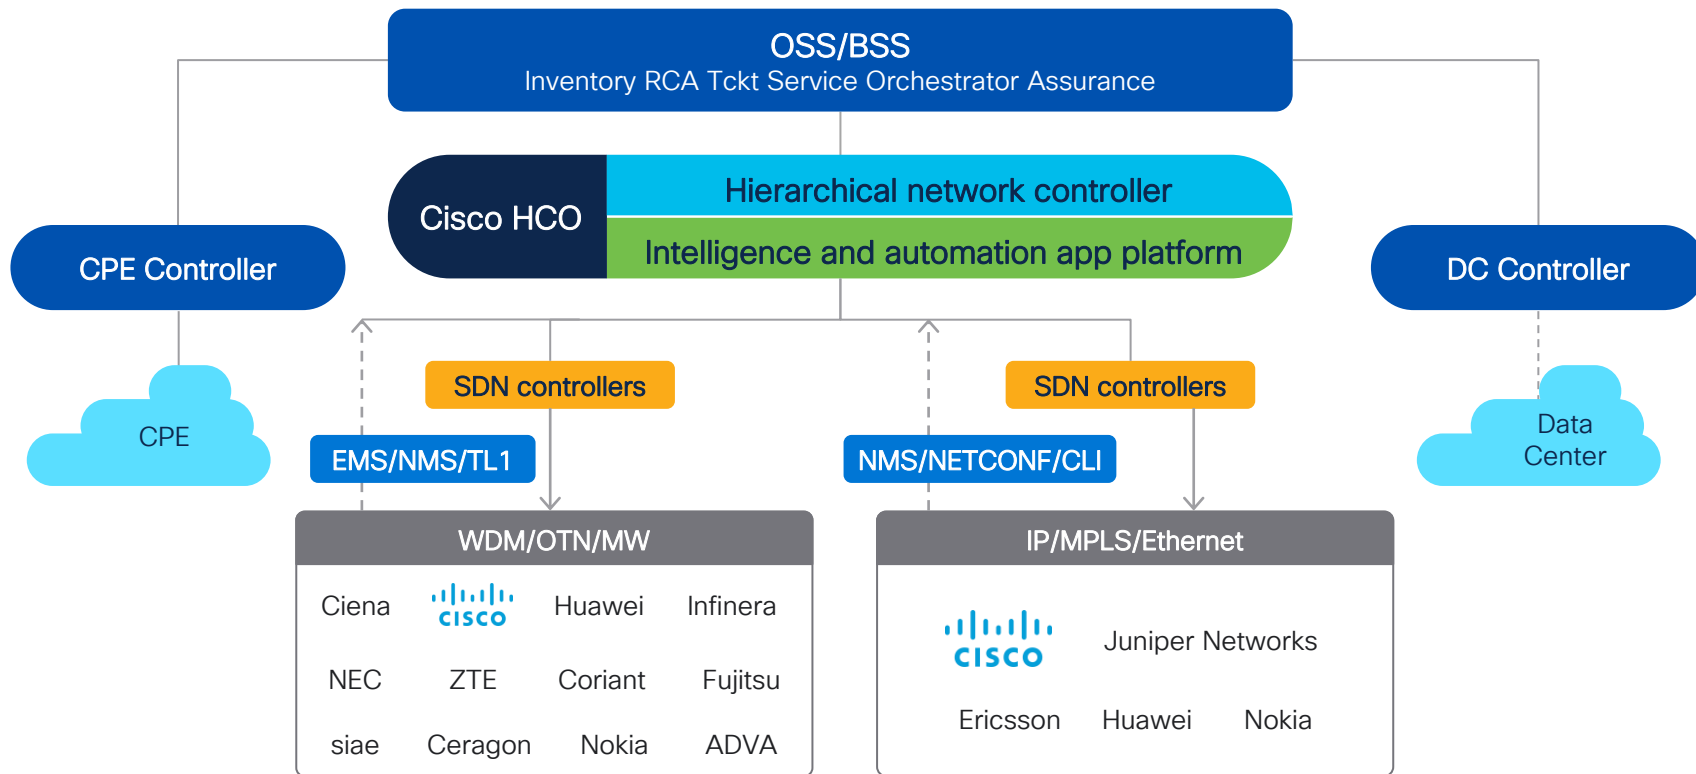 OSS/BSS
Inventory RCA Tckt Service Orchestrator Assurance
Cisco HCO
Hierarchical network controller
Intelligence and automation app platform
CPE Controller
DC Controller
SDN controllers
SDN controllers
CPE
Data
Center
EMS/NMS/TL1
NMS/NETCONF/CLI
WDM/OTN/MW
Ciena
CISCO
Huawei
Infinera
NEC
ZTE
Coriant
Fujitsu
siae
Ceragon
Nokia
ADVA
IP/MPLS/Ethernet
CISCO
Juniper Networks
Ericsson
Huawei
Nokia